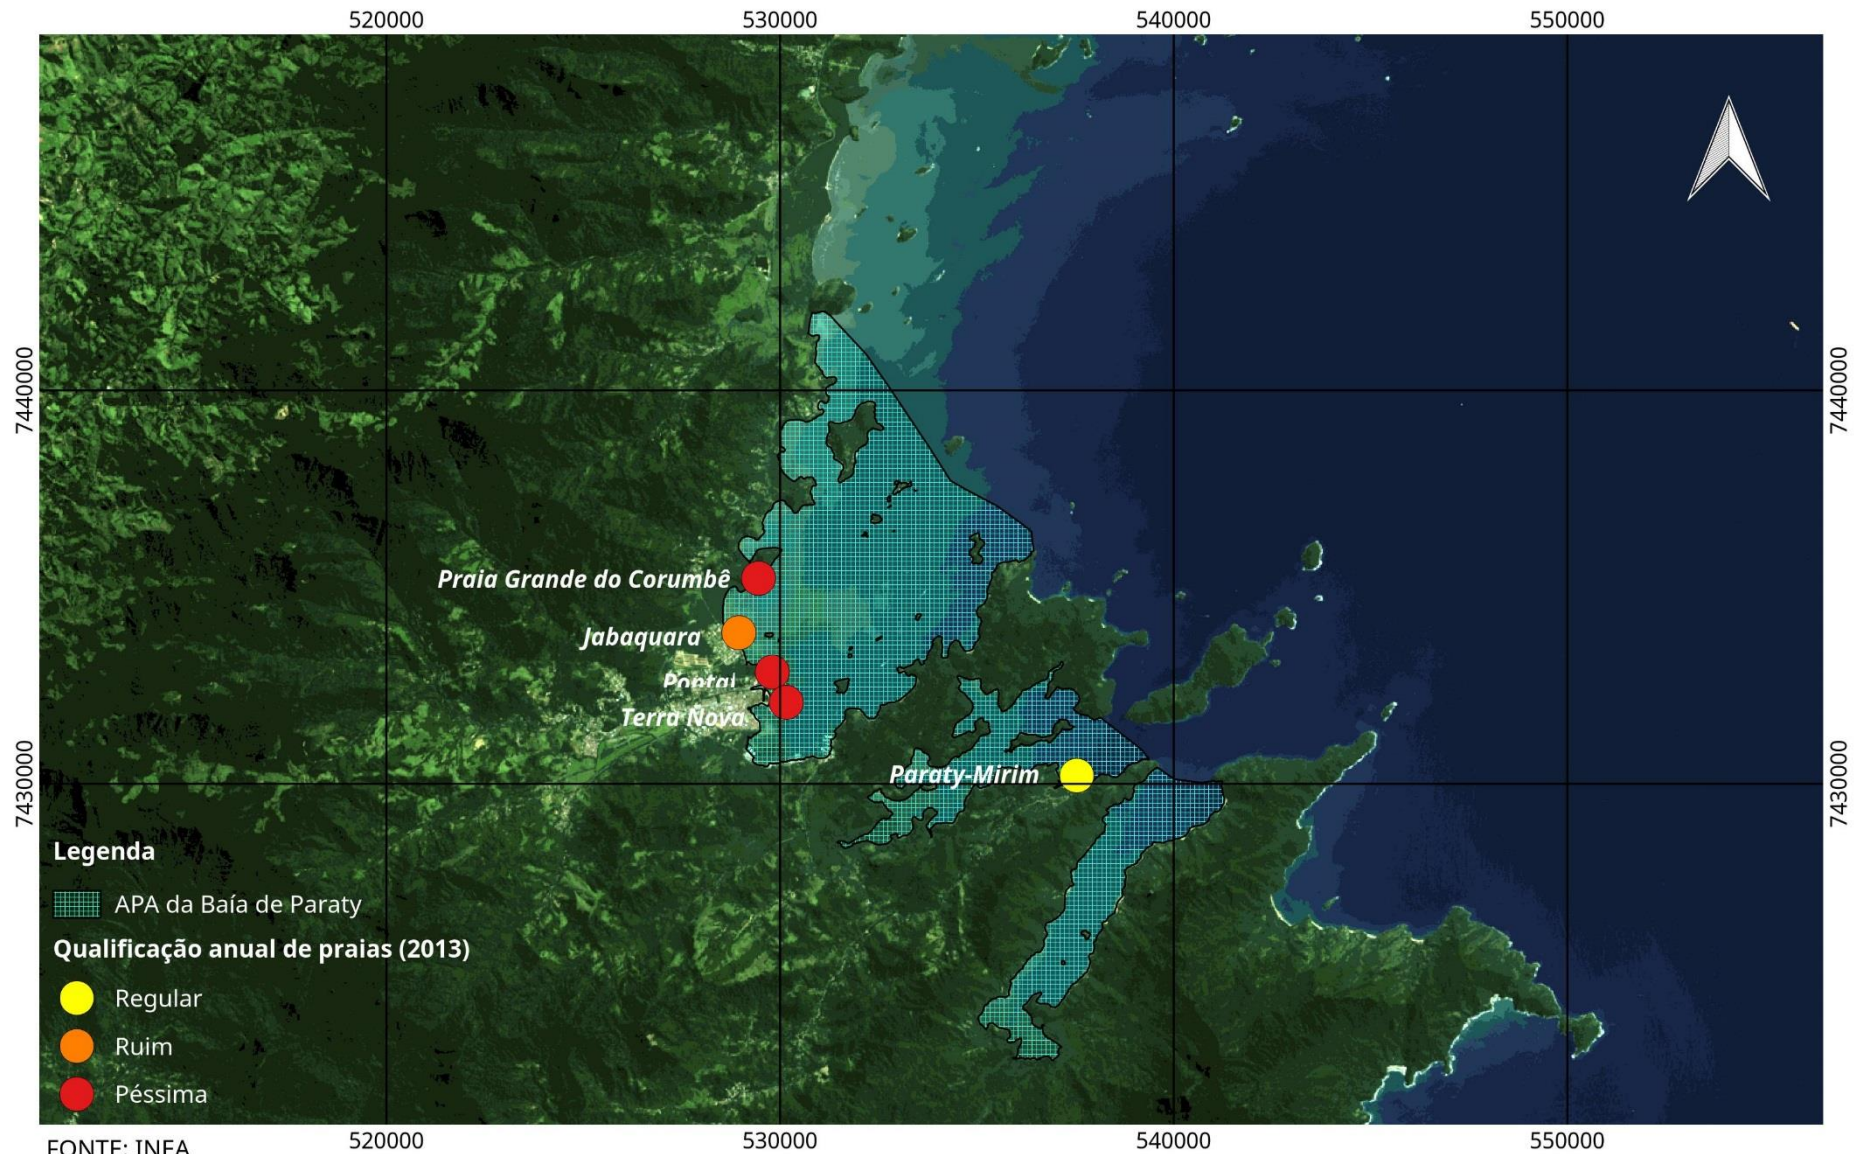 520000 530000 540000 550000
7440000 7440000
Praia Grande do Corumbê
Jabaquara
Pontal
Terra Nova
Paraty-Mirim
7430000 7430000
Legenda
APA da Baía de Paraty
Qualificação anual de praias (2013)
Regular
Ruim
Péssima
520000 530000 540000 550000
FONTE: INEA